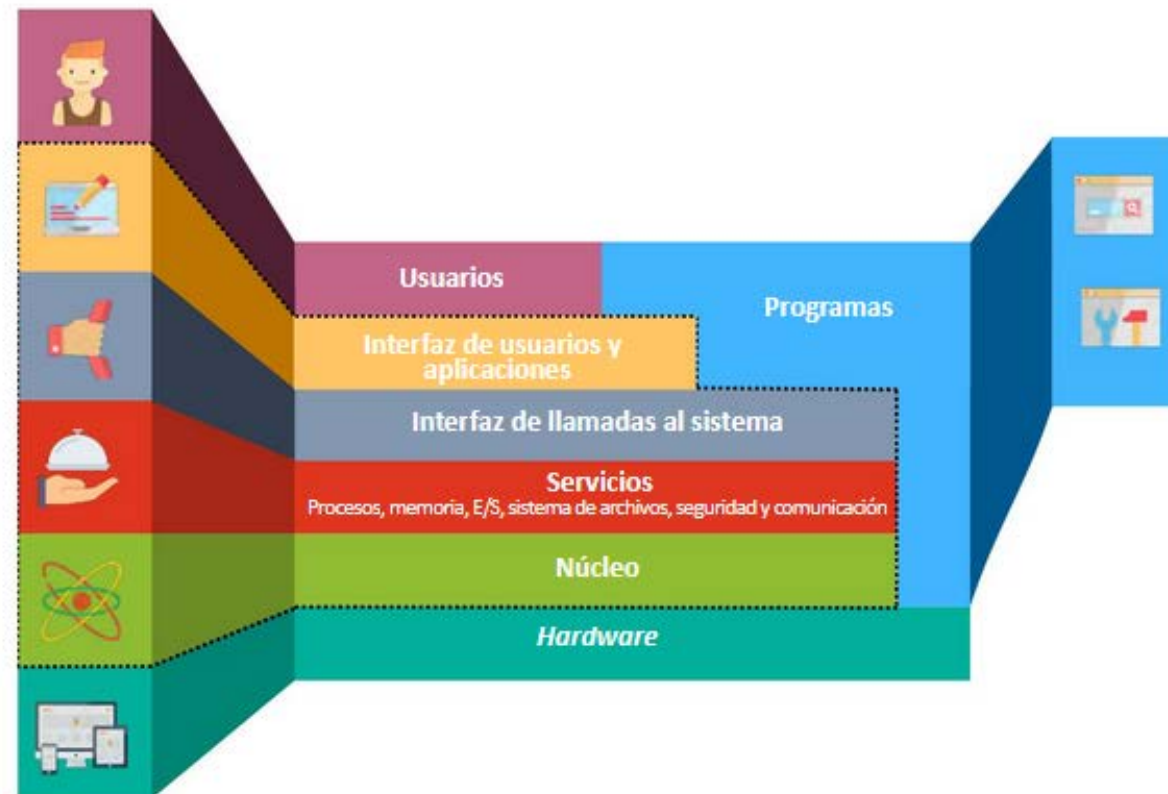 Usuarios
Programas
Interfaz de usuarios y
aplicaciones
Interfaz de llamadas al sistema
Servicios
Procesos, memoria, E/S, sistema de archivos, seguridad y comunicación
Núcleo
Hardware